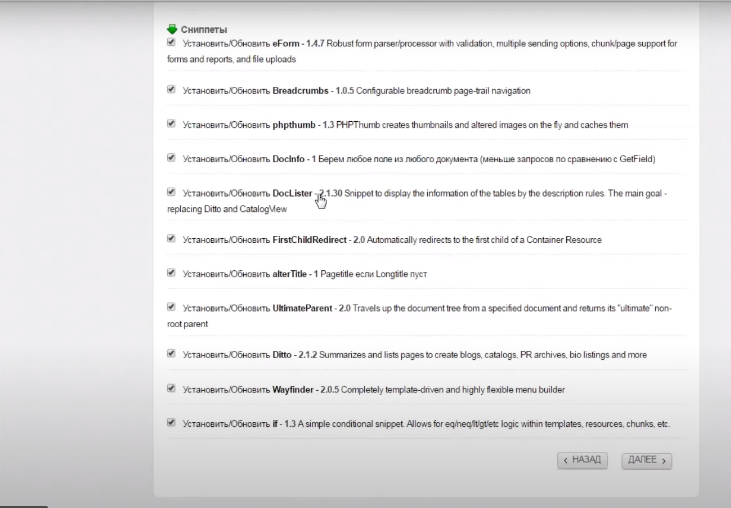 Сниппеты
Установить/Обновить eForm - 1.4.7 Robust form parser/processor with validation, multiple sending options, chunk/page support for
forms and reports, and file uploads
Установить/Обновить Breadcrumbs - 1.0.5 Configurable breadcrumb page-trail navigation
Установить/Обновить phpthumb - 1.3 PHPThumb creates thumbnails and altered images on the fly and caches them
Установить/Обновить DocInfo - 1 Берем любое поле из любого документа (меньше запросов по сравнению с GetField)
Установить/Обновить DocLister - 2.1.30 Snippet to display the information of the tables by the description rules. The main goal -
replacing Ditto and CatalogView
Установить/Обновить FirstChildRedirect - 2.0 Automatically redirects to the first child of a Container Resource
Установить/Обновить alterTitle - 1 Pagetitle если Longtitle пуст
Установить/Обновить UltimateParent - 2.0 Travels up the document tree from a specified document and returns its "ultimate" non-
root parent
Установить/Обновить Ditto - 2.1.2 Summarizes and lists pages to create blogs, catalogs, PR archives, bio listings and more
Установить/Обновить Wayfinder - 2.0.5 Completely template-driven and highly flexible menu builder
Установить/Обновить if - 1.3 A simple conditional snippet. Allows for eq/neq/lt/gt/etc logic within templates, resources, chunks, etc.
НАЗАД ДАЛЕЕ